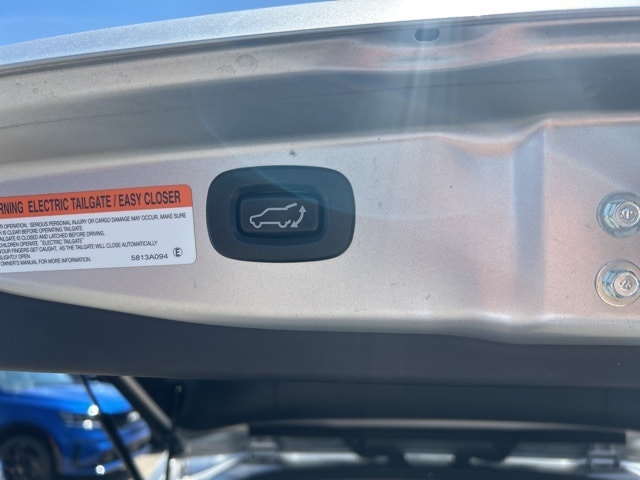 RNING ELECTRIC TAILGATE / EASY CLOSER
OPERATION, SERIOUS PERSONAL INJURY OR CARGO DAMAGE MAY OCCUR. MAKE SURE
IS CLEAR BEFORE OPERATING TAILGATE.
TAILGATE IS CLOSED AND LATCHED BEFORE DRIVING.
CHILDREN OPERATE "ELECTRIC TAILGATE"
YOUR FINGERS GET CAUGHT, AS THE TAILGATE WILL CLOSE AUTOMATICALLY
SLIGHTLY OPEN.
OWNER'S MANUAL FOR MORE INFORMATION.
5813A094 E